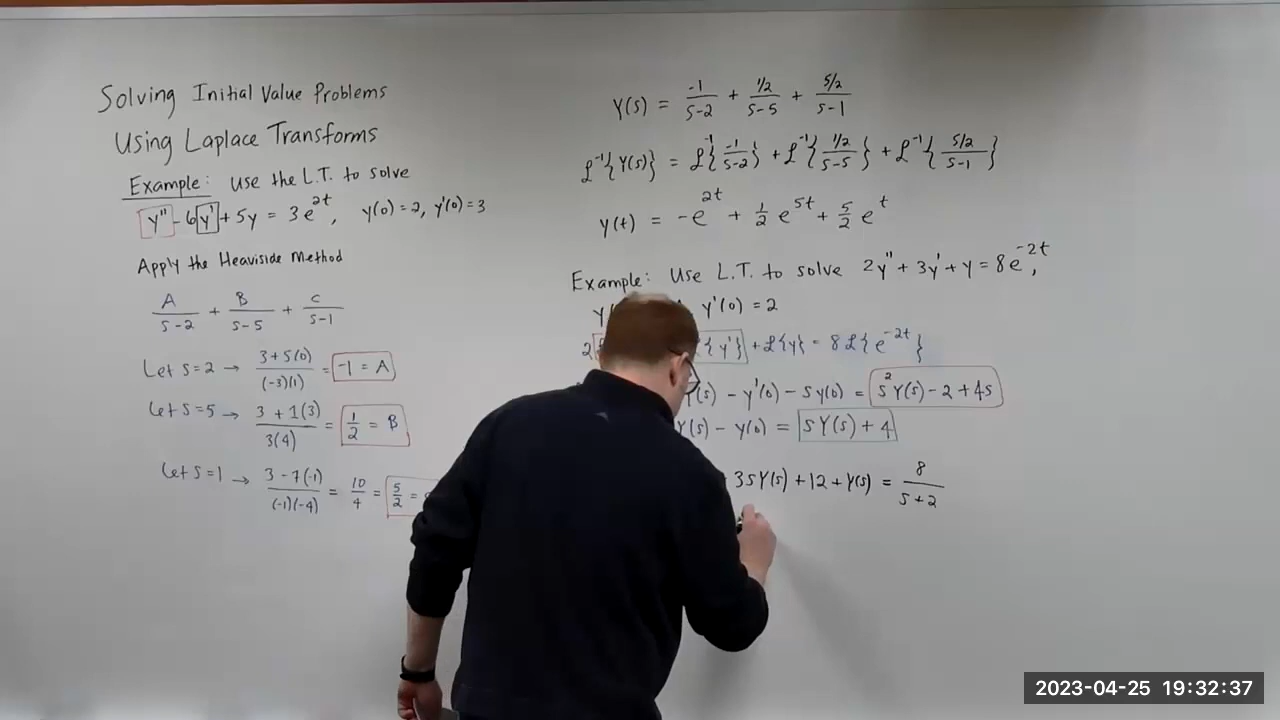 Solving Initial Value Problems
Using Laplace Transforms
Example: Use the L.T. to solve
y'' - 6y' + 5y = 3e^{2t}, y(0) = 2, y'(0) = 3
Apply the Heaviside Method
A/(s-2) + B/(s-5) + C/(s-1)
Let s=2 → (3+5(0))/((-3)(1)) = -1 = A
Let s=5 → (3+1(3))/(3(4)) = 1/2 = B
Let s=1 → (3-7(-1))/((-1)(-4)) = 10/4 = 5/2 =
Y(s) = -1/(s-2) + (1/2)/(s-5) + (5/2)/(s-1)
ℒ^{-1}{Y(s)} = ℒ^{-1}{-1/(s-2)} + ℒ^{-1}{(1/2)/(s-5)} + ℒ^{-1}{(5/2)/(s-1)}
y(t) = -e^{2t} + 1/2 e^{5t} + 5/2 e^{t}
Example: Use L.T. to solve 2y'' + 3y' + y = 8e^{-2t},
y'(0) = 2
2 {y'} + ℒ{y} = 8ℒ{e^{-2t}}
(s) - y'(0) - sy(0) = s^2 Y(s) - 2 + 4s
Y(s) - y(0) = sY(s) + 4
3sY(s) + 12 + Y(s) = 8/(s+2)
2023-04-25 19:32:37